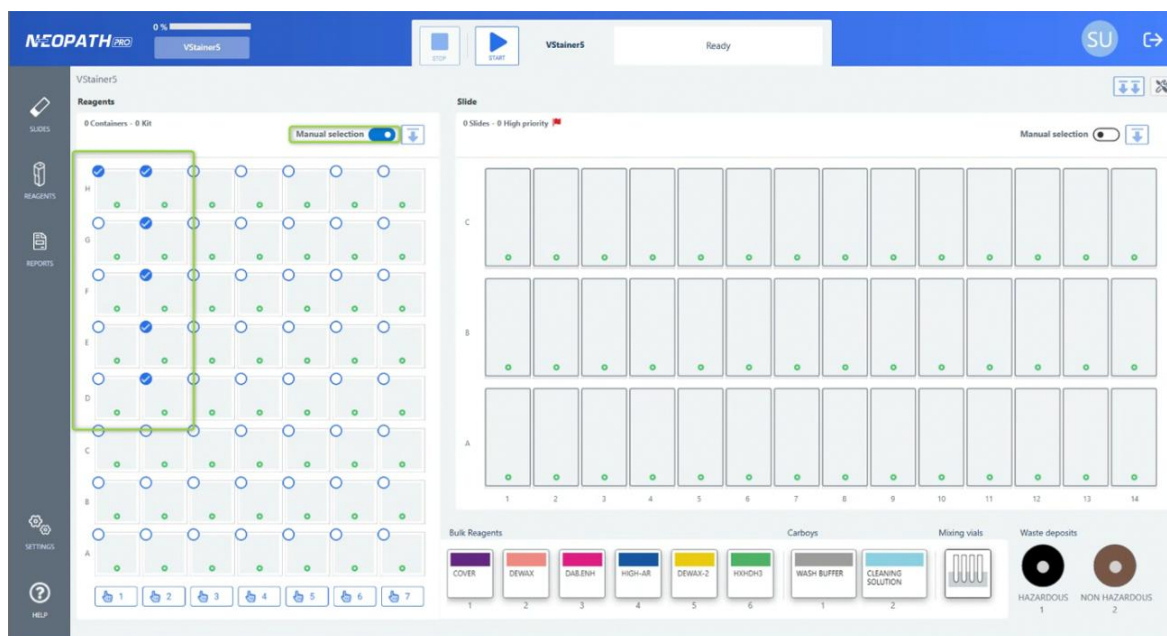 NEOPATH PRO
0 %
VStainer5
STOP
START
VStainer5
Ready
SU
SLIDES
REAGENTS
REPORTS
SETTINGS
HELP
VStainer5
Reagents
0 Containers - 0 Kit
Manual selection
H
G
F
E
D
C
B
A
1 2 3 4 5 6 7
Slide
0 Slides - 0 High priority
Manual selection
C
B
A
1 2 3 4 5 6 7 8 9 10 11 12 13 14
Bulk Reagents
COVER DEWAX DAB.ENH HIGH-AR DEWAX-2 HXHDH3
1 2 3 4 5 6
Carboys
WASH BUFFER CLEANING SOLUTION
1 2
Mixing vials
Waste deposits
HAZARDOUS NON HAZARDOUS
1 2